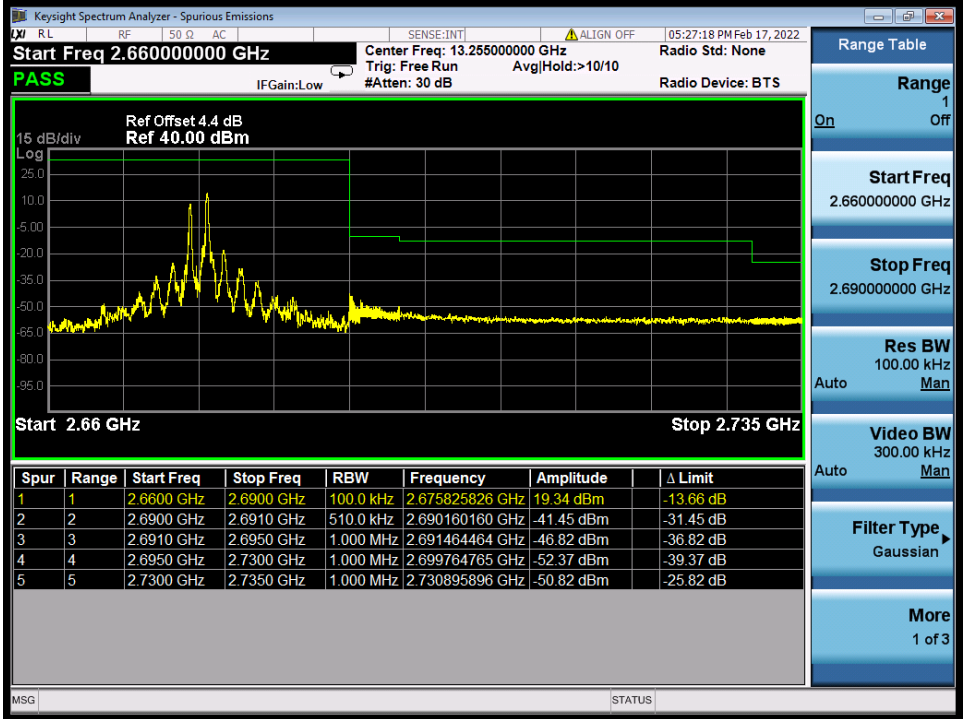 Keysight Spectrum Analyzer - Spurious Emissions
LXI RL RF 50 Ω AC SENSE:INT ALIGN OFF 05:27:18 PM Feb 17, 2022
Start Freq 2.660000000 GHz
Center Freq: 13.255000000 GHz
Radio Std: None
Trig: Free Run Avg|Hold:>10/10
PASS
IFGain:Low
#Atten: 30 dB
Radio Device: BTS
Ref Offset 4.4 dB
15 dB/div Ref 40.00 dBm
Log
25.0
10.0
-5.00
-20.0
-35.0
-50.0
-65.0
-80.0
-95.0
Start 2.66 GHz Stop 2.735 GHz
Spur Range Start Freq Stop Freq RBW Frequency Amplitude Δ Limit
1 1 2.6600 GHz 2.6900 GHz 100.0 kHz 2.675825826 GHz 19.34 dBm -13.66 dB
2 2 2.6900 GHz 2.6910 GHz 510.0 kHz 2.690160160 GHz -41.45 dBm -31.45 dB
3 3 2.6910 GHz 2.6950 GHz 1.000 MHz 2.691464464 GHz -46.82 dBm -36.82 dB
4 4 2.6950 GHz 2.7300 GHz 1.000 MHz 2.699764765 GHz -52.37 dBm -39.37 dB
5 5 2.7300 GHz 2.7350 GHz 1.000 MHz 2.730895896 GHz -50.82 dBm -25.82 dB
MSG STATUS
Range Table
Range
1
On Off
Start Freq
2.660000000 GHz
Stop Freq
2.690000000 GHz
Res BW
100.00 kHz
Auto Man
Video BW
300.00 kHz
Auto Man
Filter Type
Gaussian
More
1 of 3